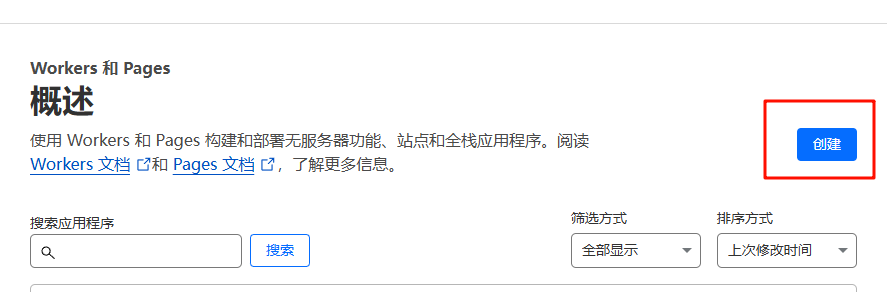 Workers 和 Pages
概述
使用 Workers 和 Pages 构建和部署无服务器功能、站点和全栈应用程序。阅读
Workers 文档 和 Pages 文档 ，了解更多信息。
创建
搜索应用程序
搜索
筛选方式
全部显示
排序方式
上次修改时间